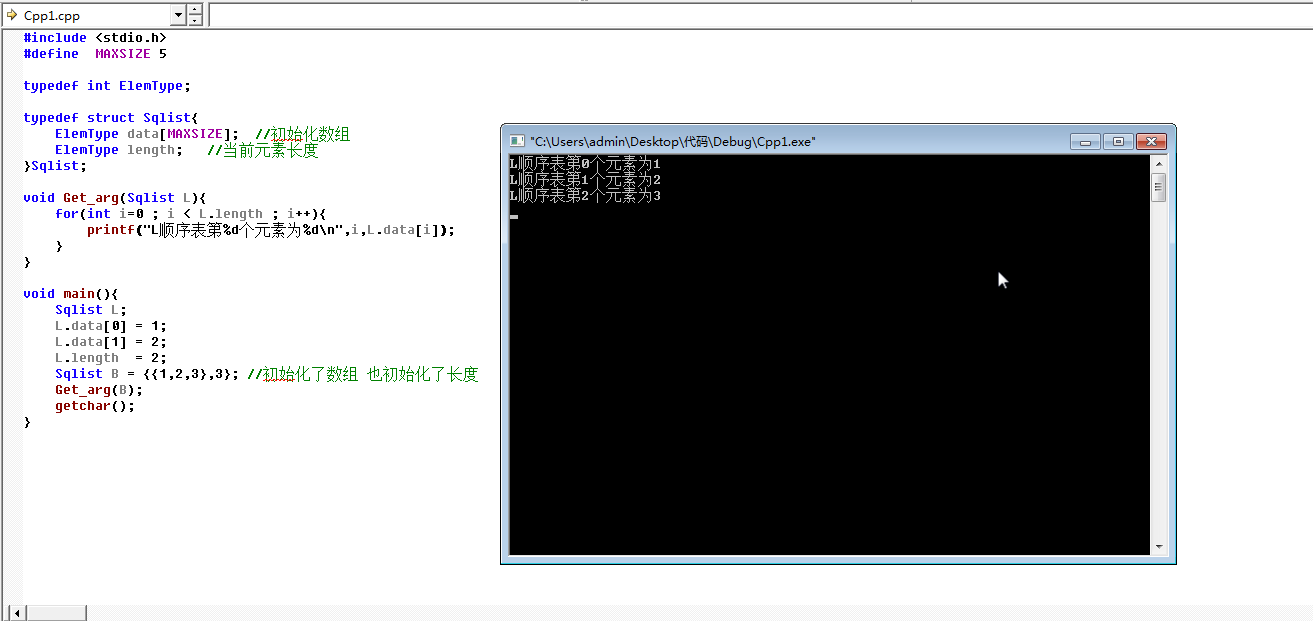 Cpp1.cpp
#include <stdio.h>
#define  MAXSIZE 5
typedef int ElemType;
typedef struct Sqlist{
    ElemType data[MAXSIZE];  //初始化数组
    ElemType length;   //当前元素长度
}Sqlist;
void Get_arg(Sqlist L){
    for(int i=0 ; i < L.length ; i++){
        printf("L顺序表第%d个元素为%d\n",i,L.data[i]);
    }
}
void main(){
    Sqlist L;
    L.data[0] = 1;
    L.data[1] = 2;
    L.length  = 2;
    Sqlist B = {{1,2,3},3}; //初始化了数组 也初始化了长度
    Get_arg(B);
    getchar();
}
"C:\Users\admin\Desktop\代码\Debug\Cpp1.exe"
L顺序表第0个元素为1
L顺序表第1个元素为2
L顺序表第2个元素为3